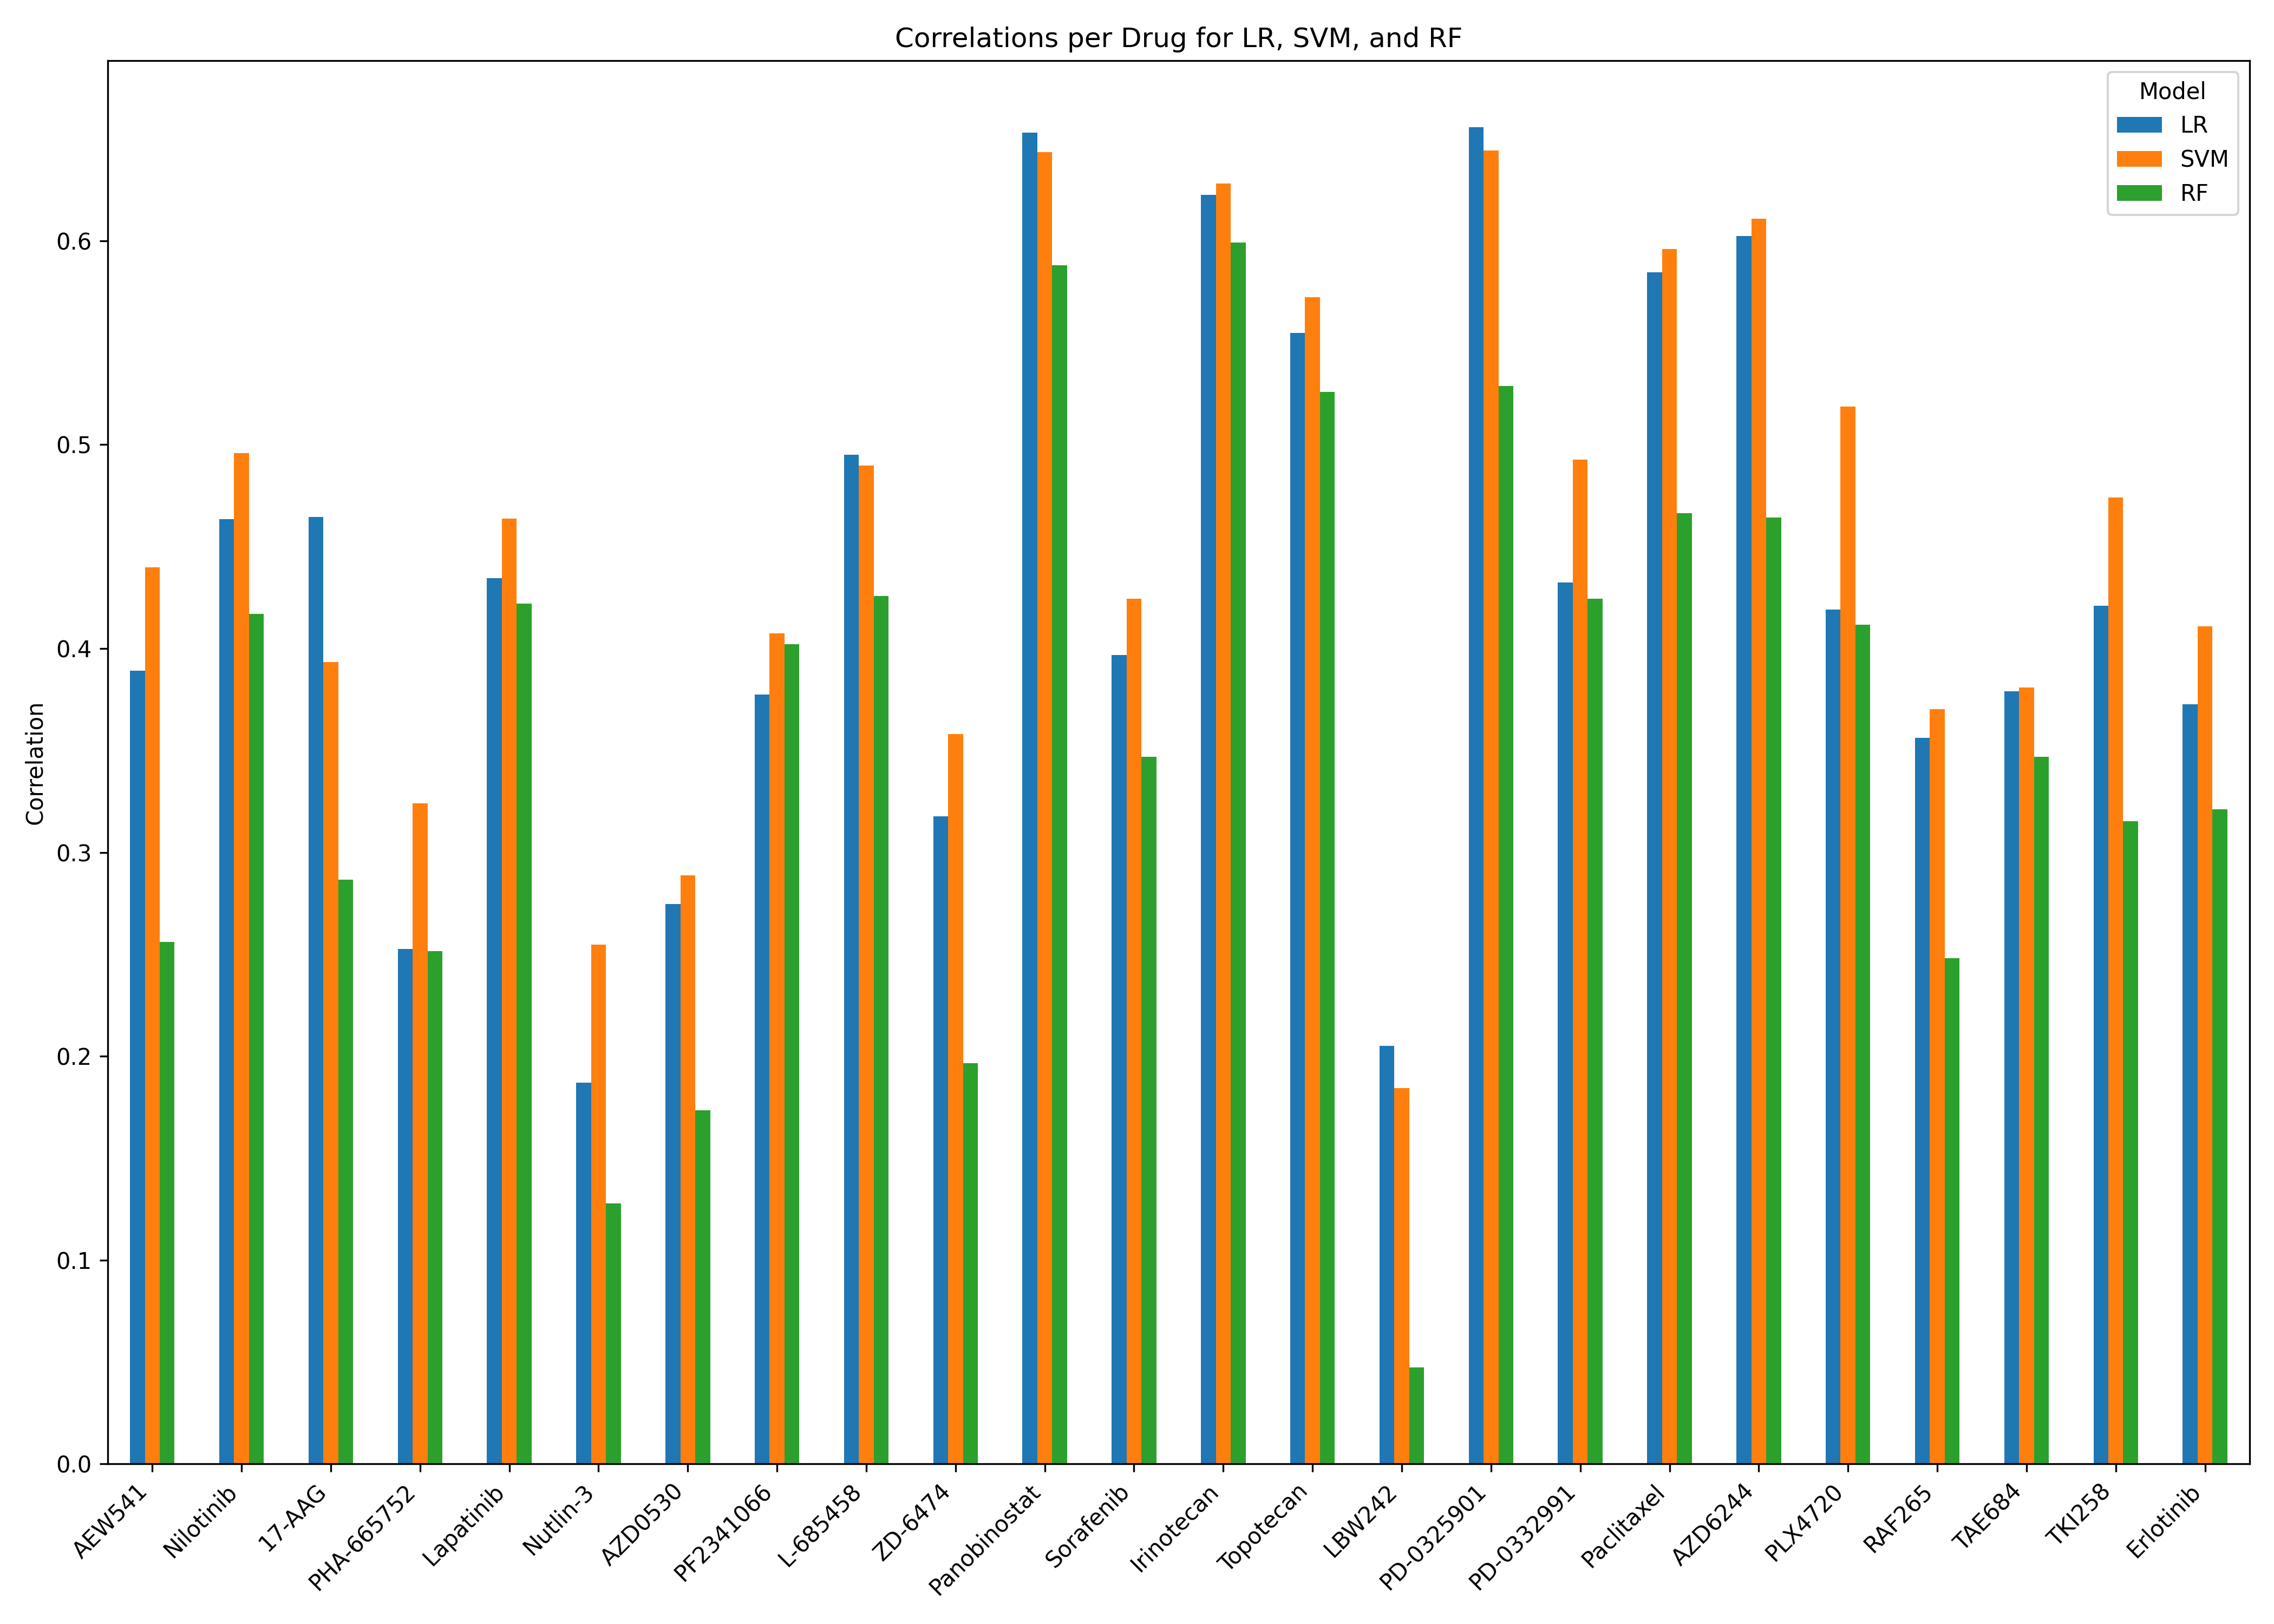 Correlations per Drug for LR, SVM, and RF
Model
LR
SVM
RF
Correlation
0.6
0.5
0.4
0.3
0.2
0.1
0.0
AEW541
Nilotinib
17-AAG
PHA-665752
Lapatinib
Nutlin-3
AZD0530
PF2341066
L-685458
ZD-6474
Panobinostat
Sorafenib
Irinotecan
Topotecan
LBW242
PD-0325901
PD-0332991
Paclitaxel
AZD6244
PLX4720
RAF265
TAE684
TKI258
Erlotinib